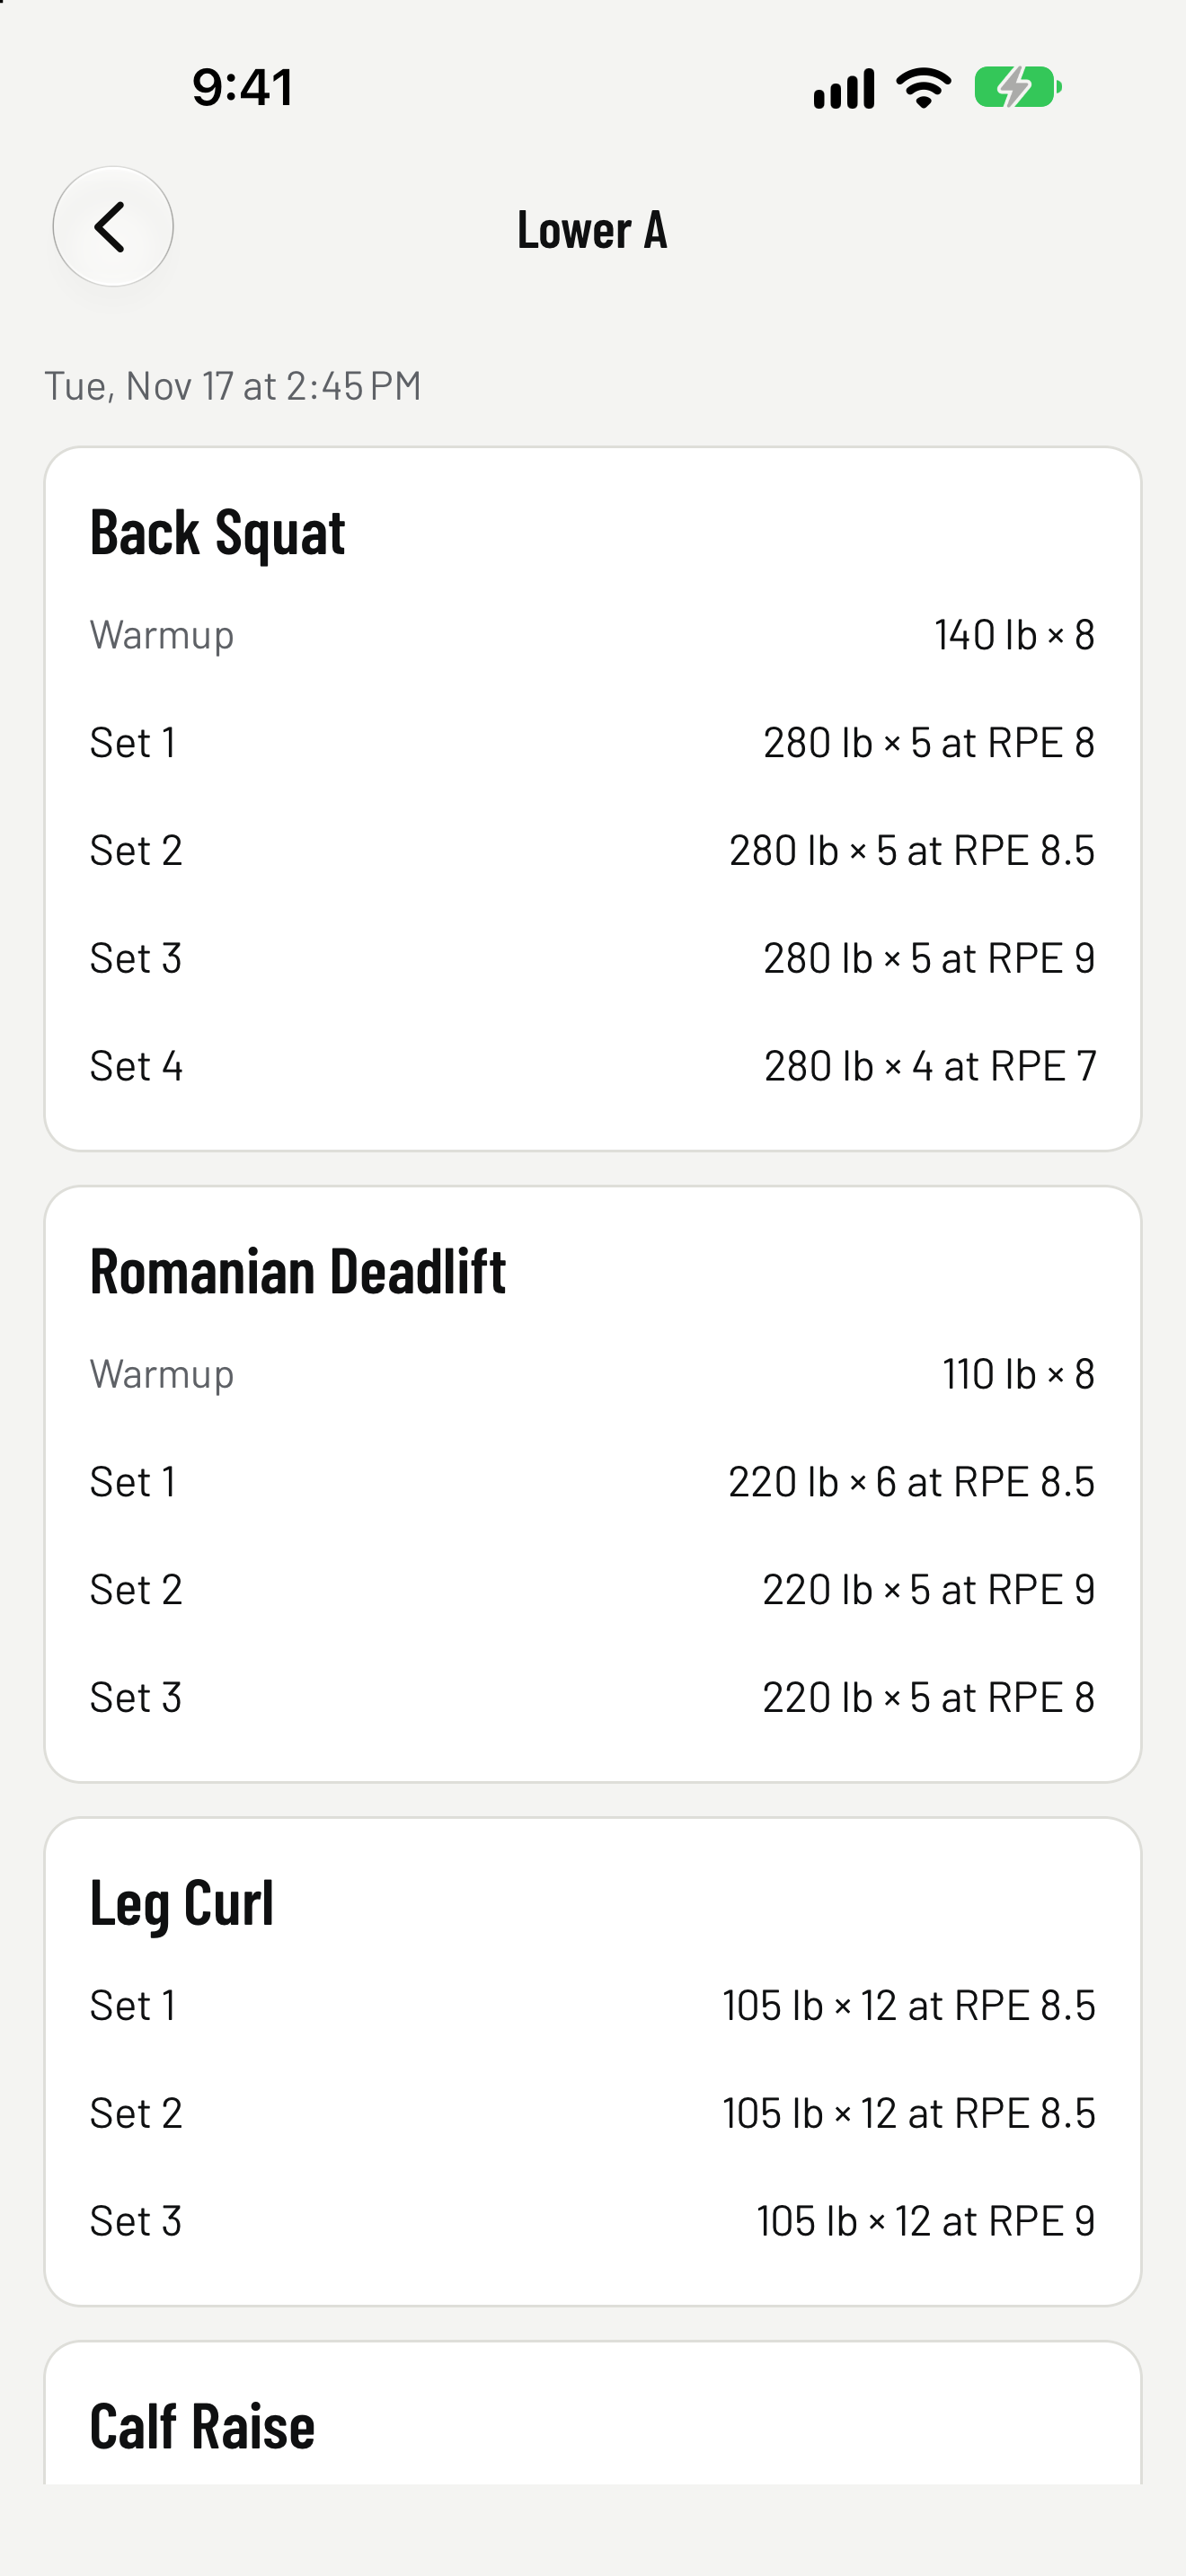 9:41
Lower A
Tue, Nov 17 at 2:45 PM
Back Squat
Warmup 140 lb × 8
Set 1 280 lb × 5 at RPE 8
Set 2 280 lb × 5 at RPE 8.5
Set 3 280 lb × 5 at RPE 9
Set 4 280 lb × 4 at RPE 7
Romanian Deadlift
Warmup 110 lb × 8
Set 1 220 lb × 6 at RPE 8.5
Set 2 220 lb × 5 at RPE 9
Set 3 220 lb × 5 at RPE 8
Leg Curl
Set 1 105 lb × 12 at RPE 8.5
Set 2 105 lb × 12 at RPE 8.5
Set 3 105 lb × 12 at RPE 9
Calf Raise